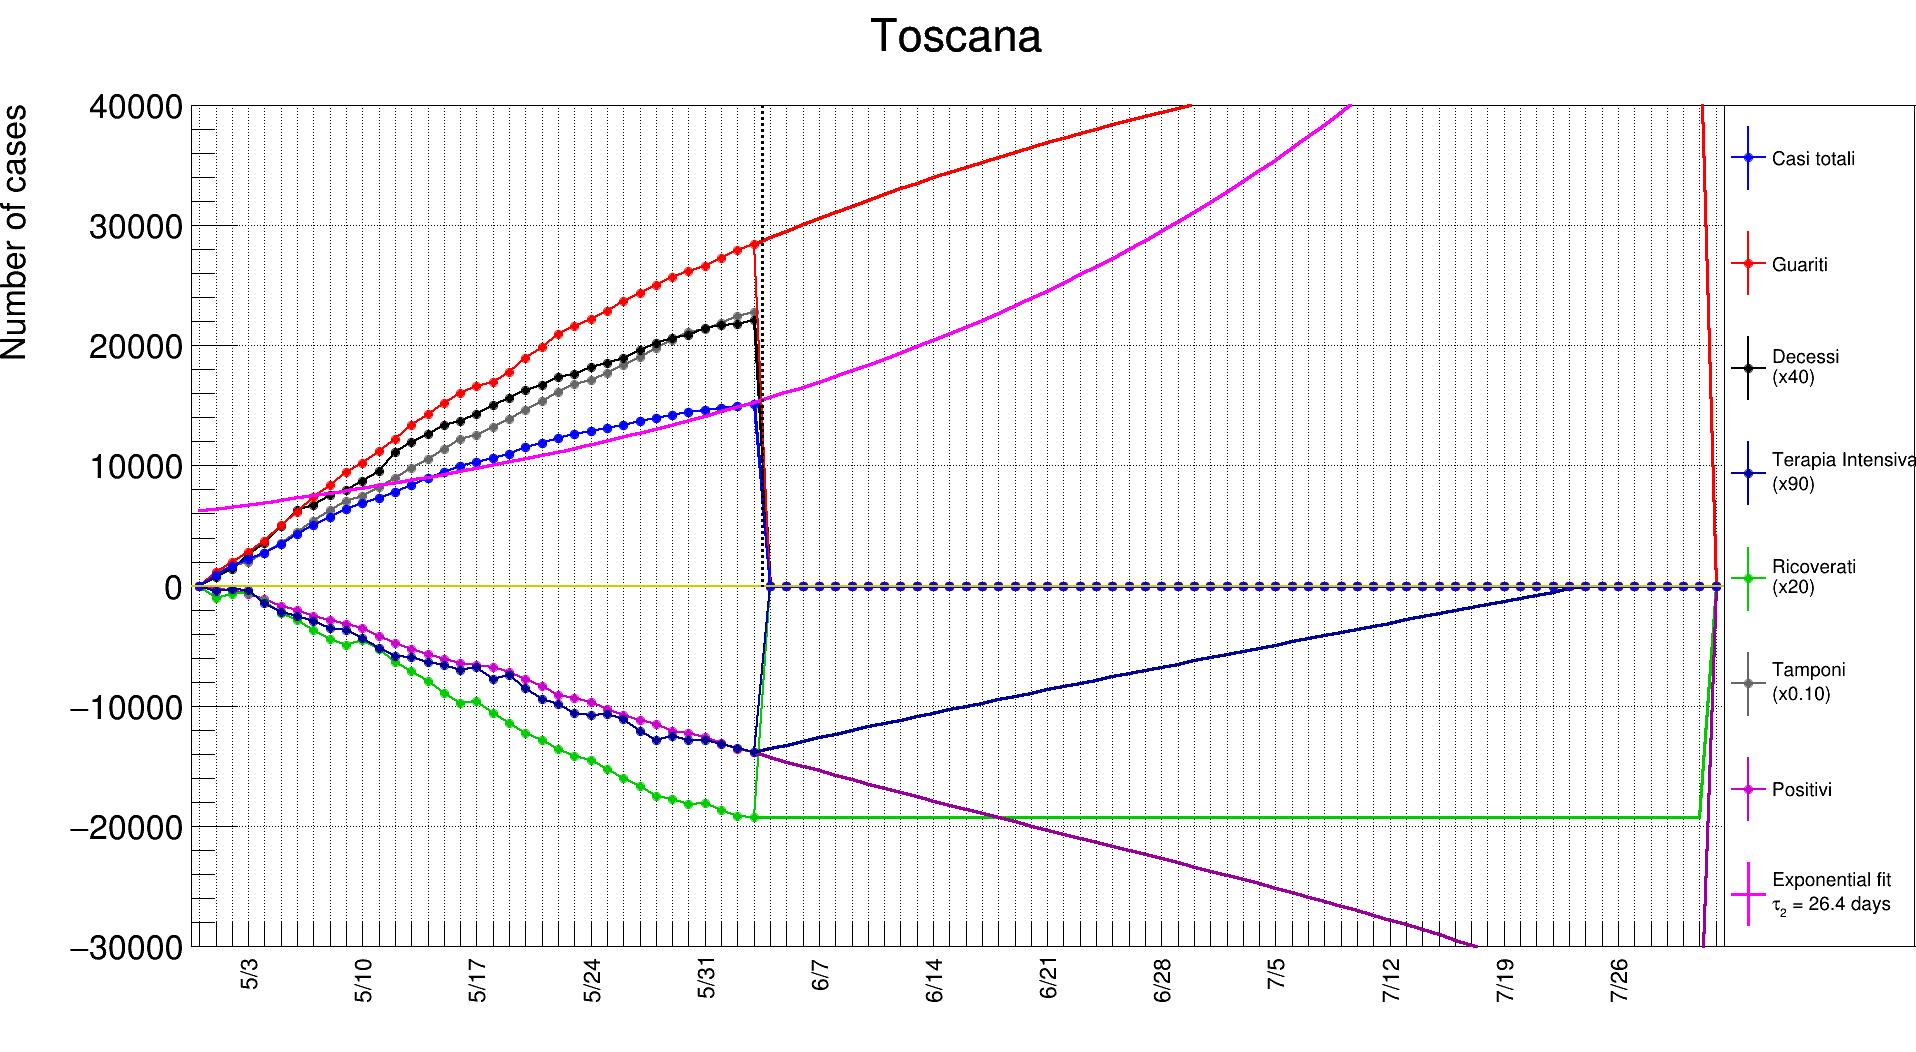 Toscana
Number of cases
40000
30000
20000
10000
0
−10000
−20000
−30000
5/3
5/10
5/17
5/24
5/31
6/7
6/14
6/21
6/28
7/5
7/12
7/19
7/26
Casi totali
Guariti
Decessi
(x40)
Terapia Intensiva
(x90)
Ricoverati
(x20)
Tamponi
(x0.10)
Positivi
Exponential fit
τ2 = 26.4 days